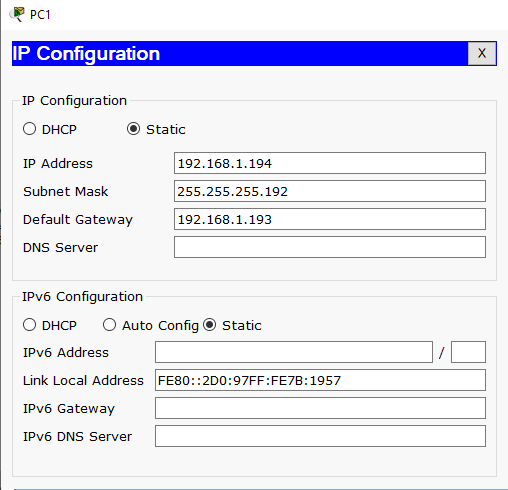 PC1
IP Configuration X
IP Configuration
DHCP Static
IP Address 192.168.1.194
Subnet Mask 255.255.255.192
Default Gateway 192.168.1.193
DNS Server
IPv6 Configuration
DHCP Auto Config Static
IPv6 Address /
Link Local Address FE80::2D0:97FF:FE7B:1957
IPv6 Gateway
IPv6 DNS Server